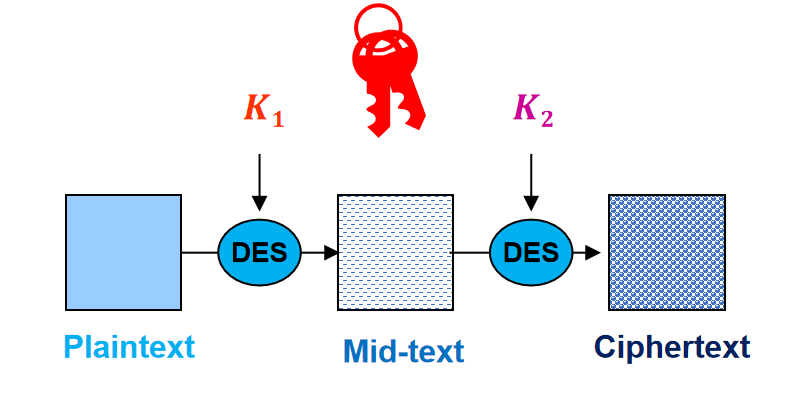 K1
K2
DES
DES
Plaintext
Mid-text
Ciphertext